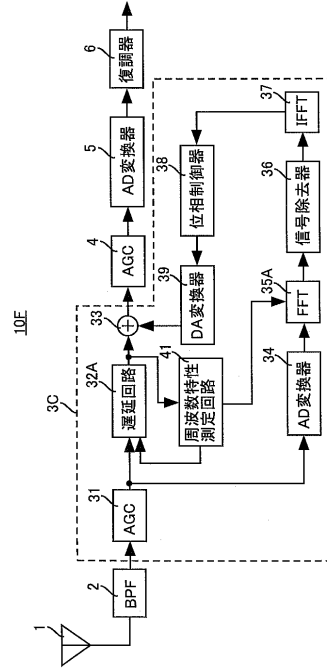 10F
3C
1
2
BPF
31
AGC
32A
遅延回路
33
4
AGC
5
AD変換器
6
復調器
41
周波数特性
測定回路
39
DA変換器
38
位相制御器
34
AD変換器
35A
FFT
36
信号除去器
37
IFFT